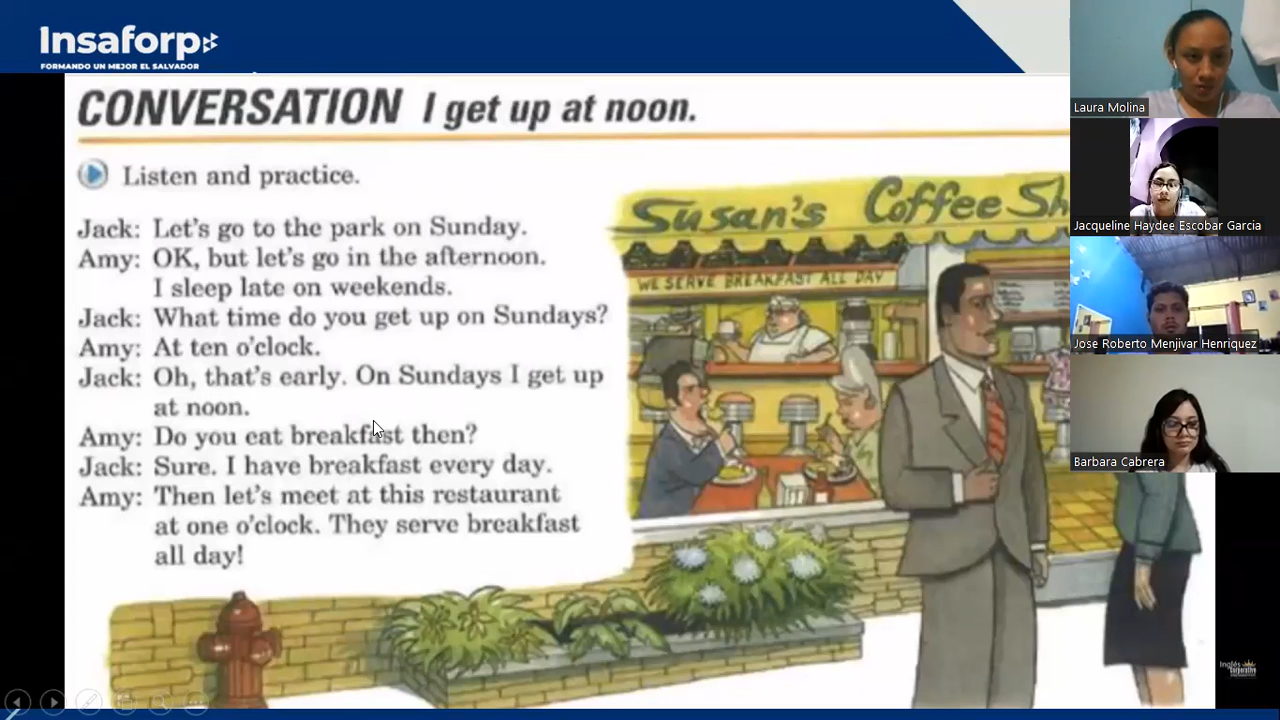 Insaforp
FORMANDO UN MEJOR EL SALVADOR
CONVERSATION I get up at noon.
Listen and practice.
Jack: Let's go to the park on Sunday.
Amy: OK, but let's go in the afternoon.
I sleep late on weekends.
Jack: What time do you get up on Sundays?
Amy: At ten o'clock.
Jack: Oh, that's early. On Sundays I get up
at noon.
Amy: Do you eat breakfast then?
Jack: Sure. I have breakfast every day.
Amy: Then let's meet at this restaurant
at one o'clock. They serve breakfast
all day!
Susan's Coffee Sh
WE SERVE BREAKFAST ALL DAY
Laura Molina
Jacqueline Haydee Escobar Garcia
Jose Roberto Menjivar Henriquez
Barbara Cabrera
Inglés
Corporativo